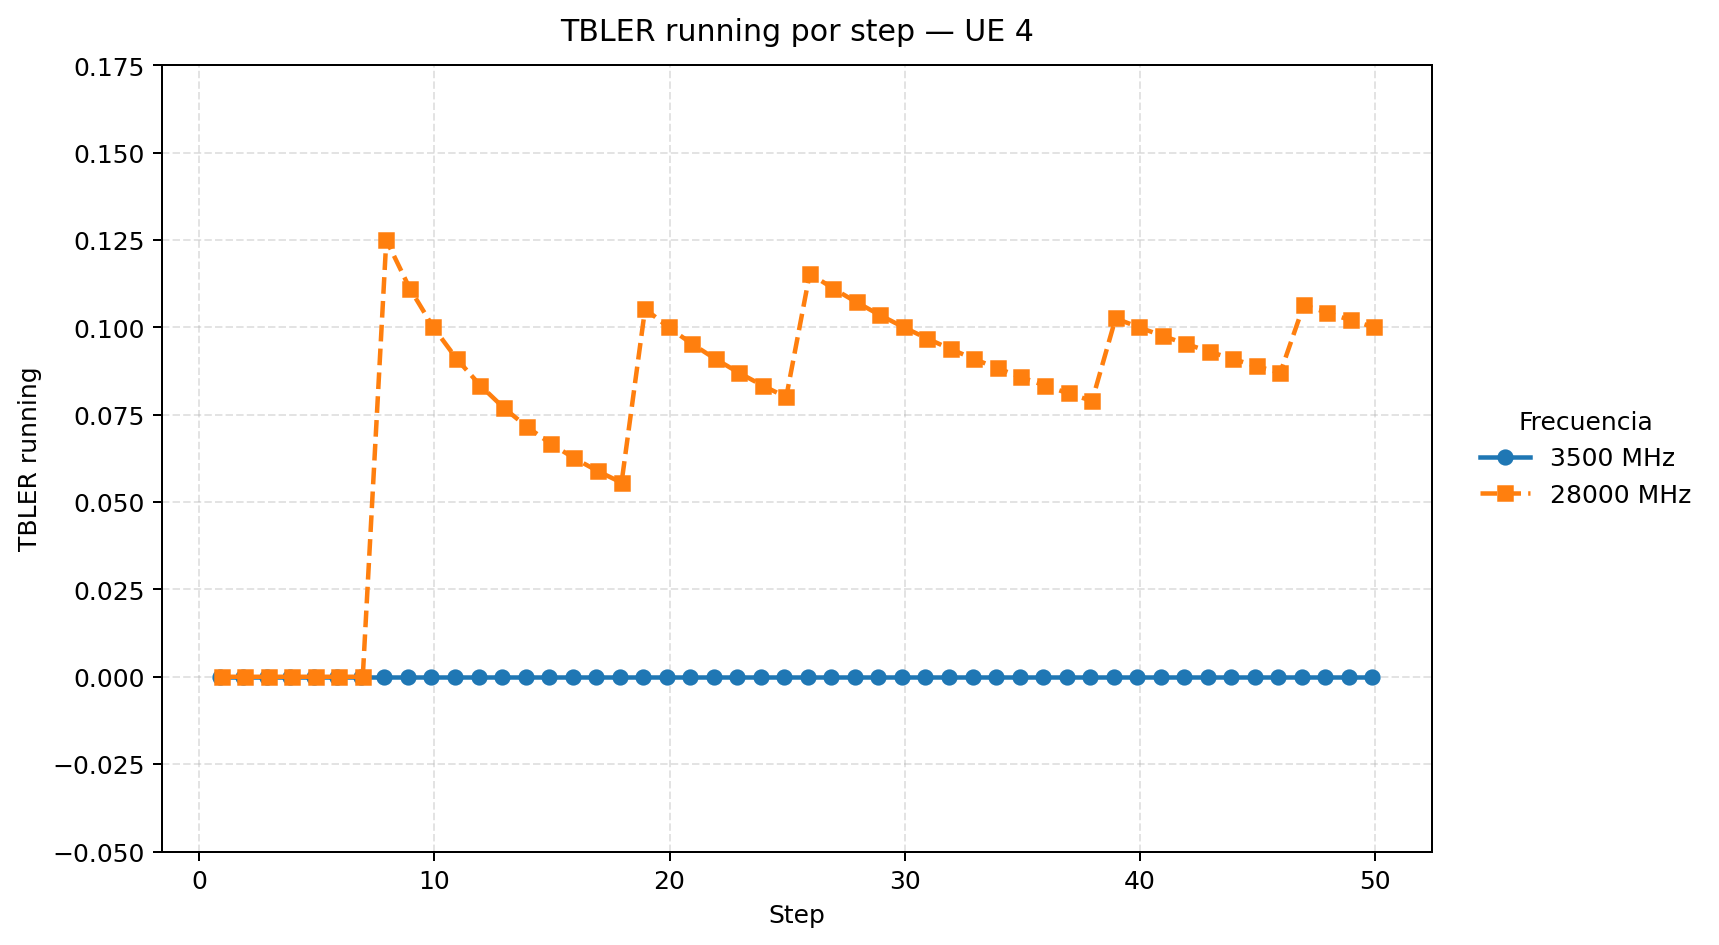 TBLER running por step — UE 4
0.175
0.150
0.125
0.100
0.075
0.050
0.025
0.000
−0.025
−0.050
TBLER running
0 10 20 30 40 50
Step
Frecuencia
3500 MHz
28000 MHz